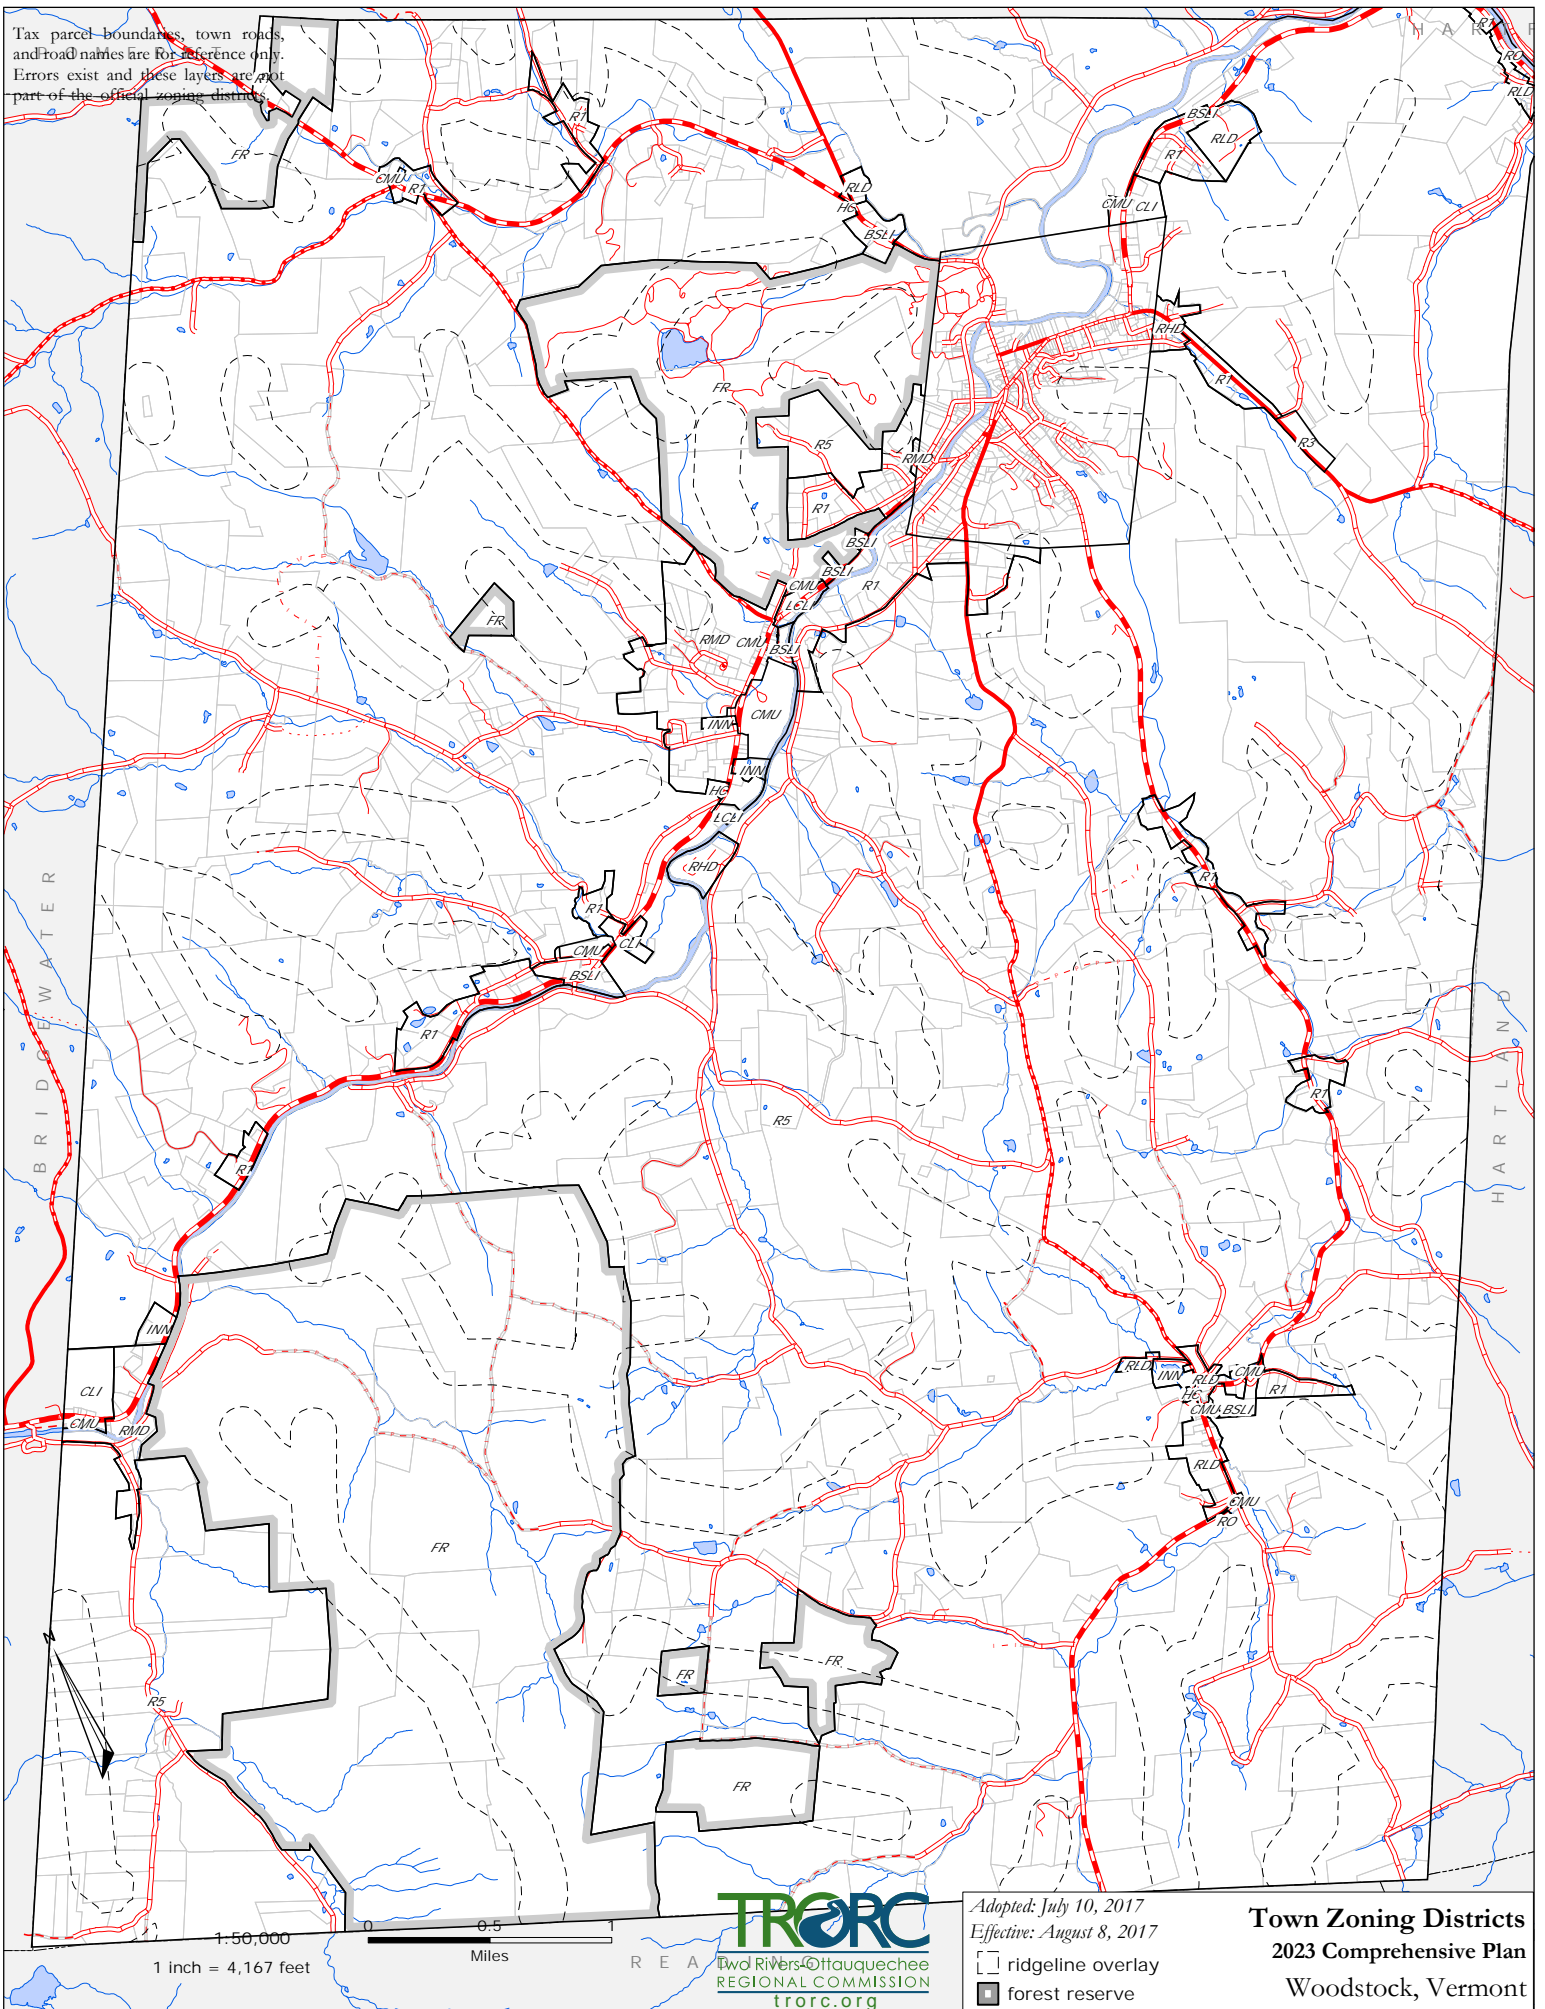 Tax parcel boundaries, town roads,
and road names are for reference only.
Errors exist and these layers are not
part of the official zoning districts.
P O M F R E T
H A R T F
R1
RO
RLD
R1
BSLI
RLD
R1
FR
CMU
R1
RLD
HC
BSLI
CMU
CLI
RHD
R1
R3
FR
R5
RMD
R1
BSLI
BSLI
R1
CMU
LCLI
FR
RMD
CMU
BSLI
CMU
INN
INN
HC
LCLI
RHD
R1
R1
CLI
CMU
BSLI
R1
B R I D G E W A T E R
H A R T L A N D
R1
R5
R1
INN
CLI
CMU
RMD
RLD
INN
RLD
CMU
R1
HC
CMU
BSLI
RLD
CMU
RO
FR
FR
FR
FR
N
R5
1:50,000
0 0.5 1
Miles
1 inch = 4,167 feet
R E A D I N G
TRORC
Two Rivers-Ottauquechee
REGIONAL COMMISSION
trorc.org
Adopted: July 10, 2017
Effective: August 8, 2017
ridgeline overlay
forest reserve
Town Zoning Districts
2023 Comprehensive Plan
Woodstock, Vermont